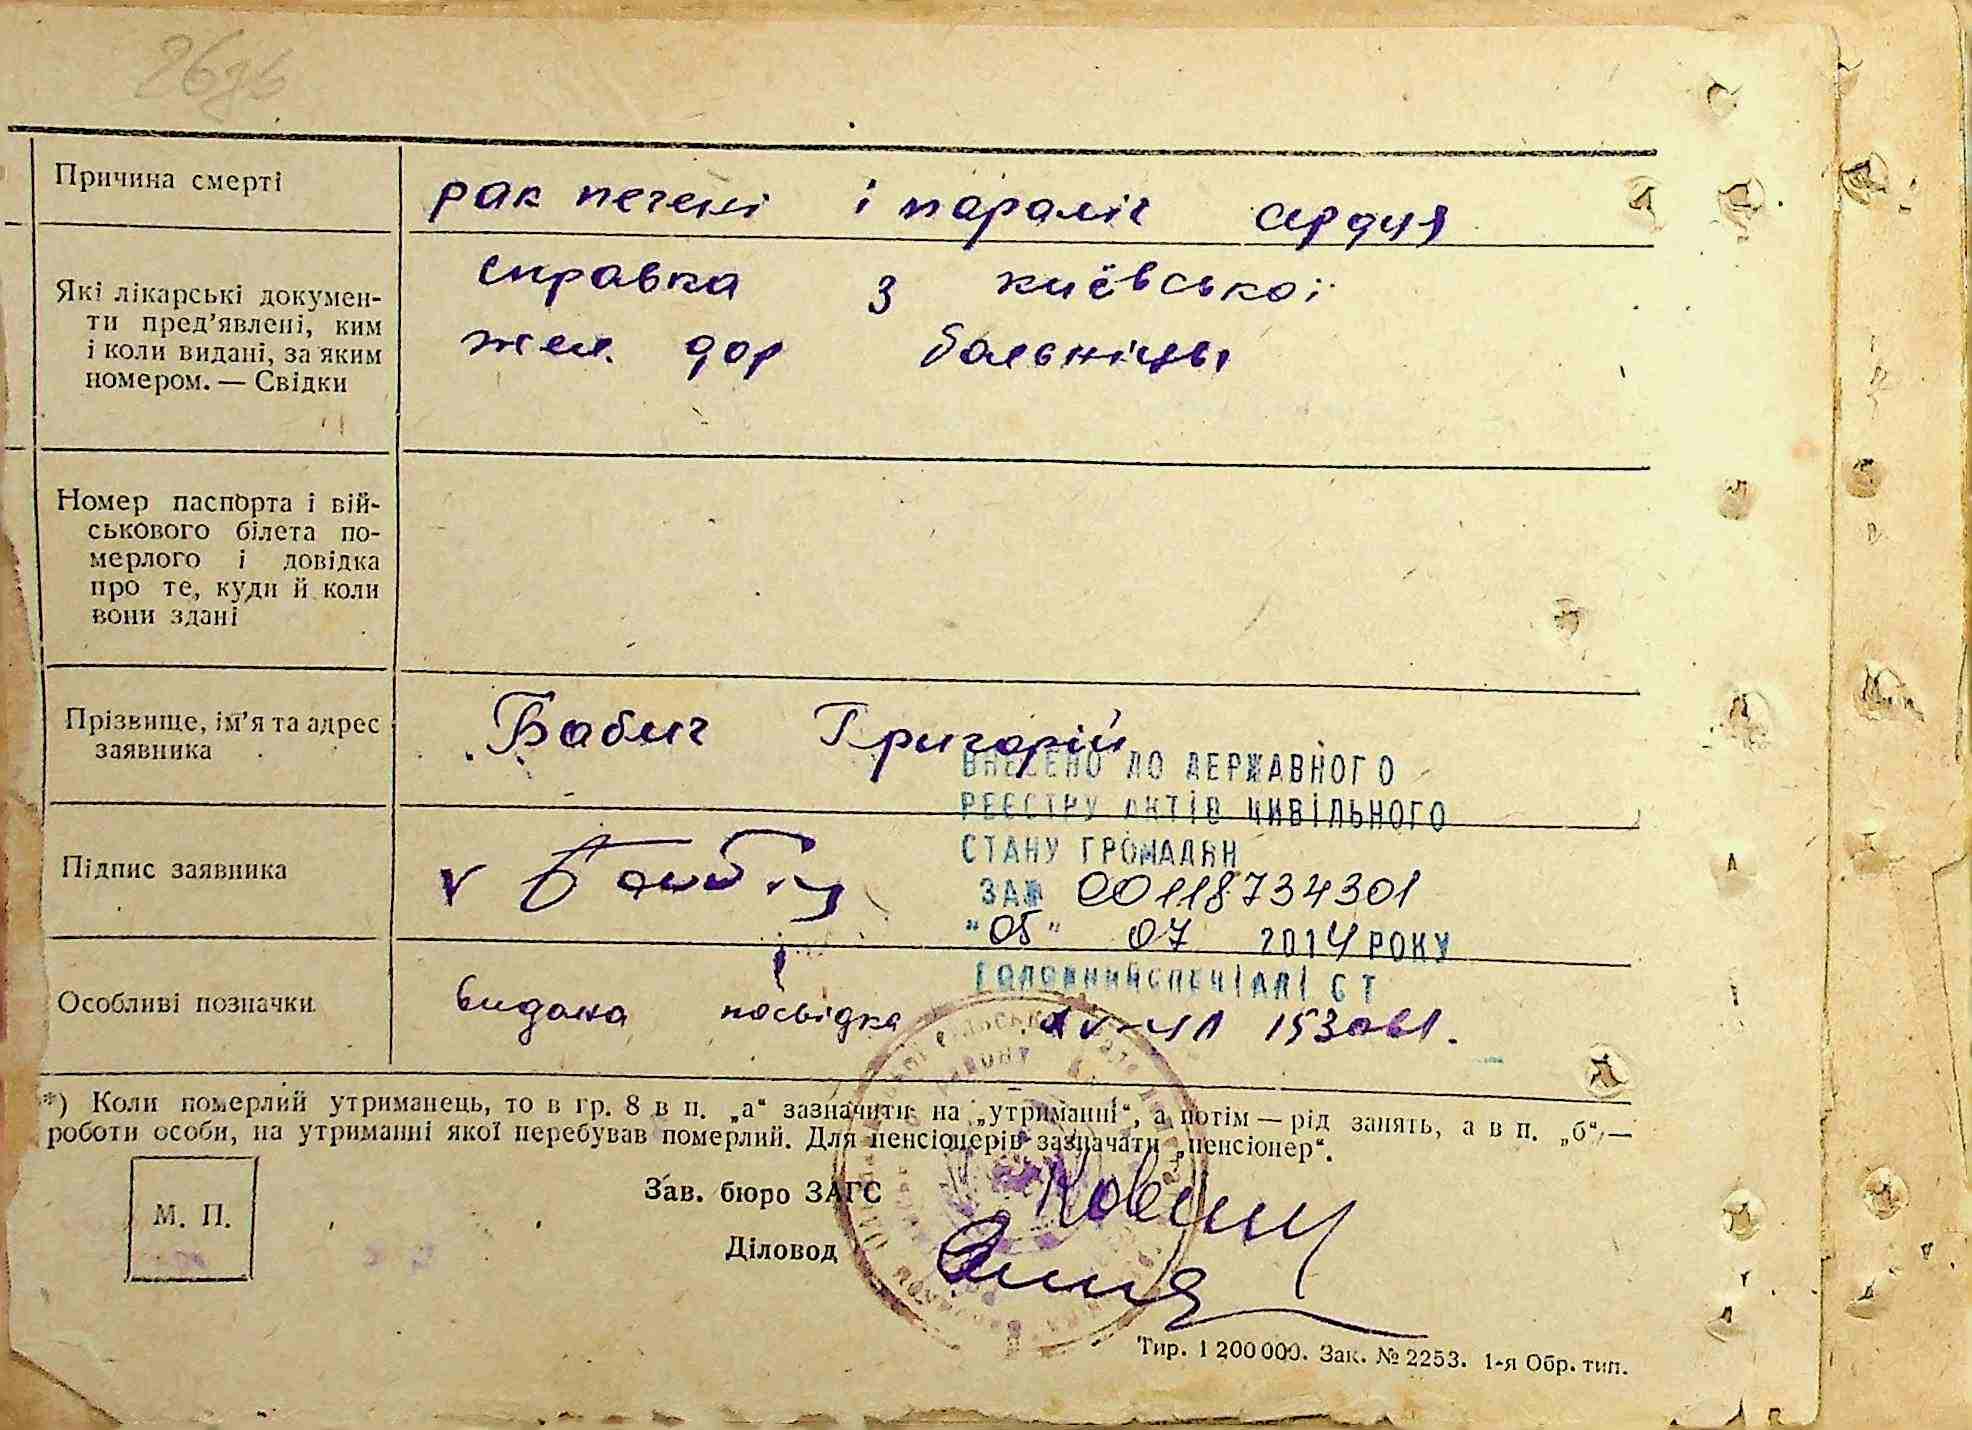 Причина смерті
рак печені і параліч сердця
Які лікарські докумен-
ти пред'явлені, ким
і коли видані, за яким
номером. — Свідки
справка з київської
жел. дор больніцы
Номер паспорта і вій-
ськового білета по-
мерлого і довідка
про те, куди й коли
вони здані
Прізвище, ім'я та адрес
заявника
Бабич Григорій
ВНЕСЕНО ДО ДЕРЖАВНОГО
РЕЄСТРУ АКТІВ ЦИВІЛЬНОГО
СТАНУ ГРОМАДЯН
ЗА№ 00118734301
"05" 07 2014 РОКУ
ГОЛОВНИЙ СПЕЦІАЛІСТ
Підпис заявника
Особливі позначки
видана посвідка
*) Коли померлий утриманець, то в гр. 8 в п. „а“ зазначити на „утриманні“, а потім — рід занять, а в п. „б“ —
роботи особи, на утриманні якої перебував померлий. Для пенсіонерів зазначати „пенсіонер“.
М. П.
Зав. бюро ЗАГС
Діловод
Тир. 1 200 000. Зак. № 2253. 1-я Обр. тип.